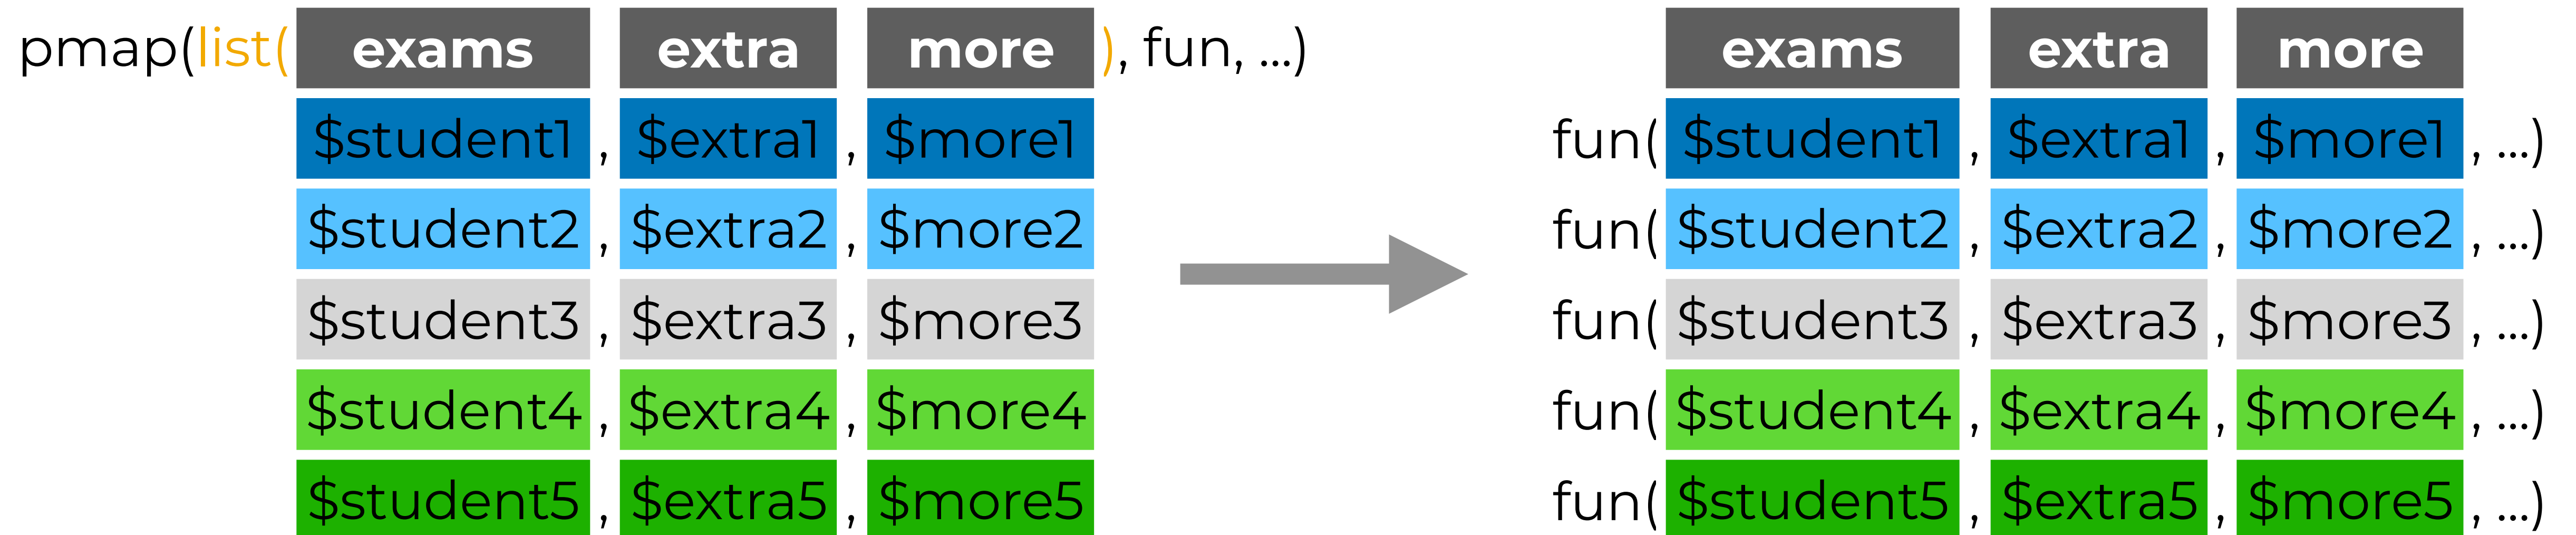 pmap(list( exams extra more ), fun, ...) exams extra more
$student1 , $extra1 , $more1 fun( $student1 , $extra1 , $more1 , ...)
$student2 , $extra2 , $more2 fun( $student2 , $extra2 , $more2 , ...)
$student3 , $extra3 , $more3 fun( $student3 , $extra3 , $more3 , ...)
$student4 , $extra4 , $more4 fun( $student4 , $extra4 , $more4 , ...)
$student5 , $extra5 , $more5 fun( $student5 , $extra5 , $more5 , ...)